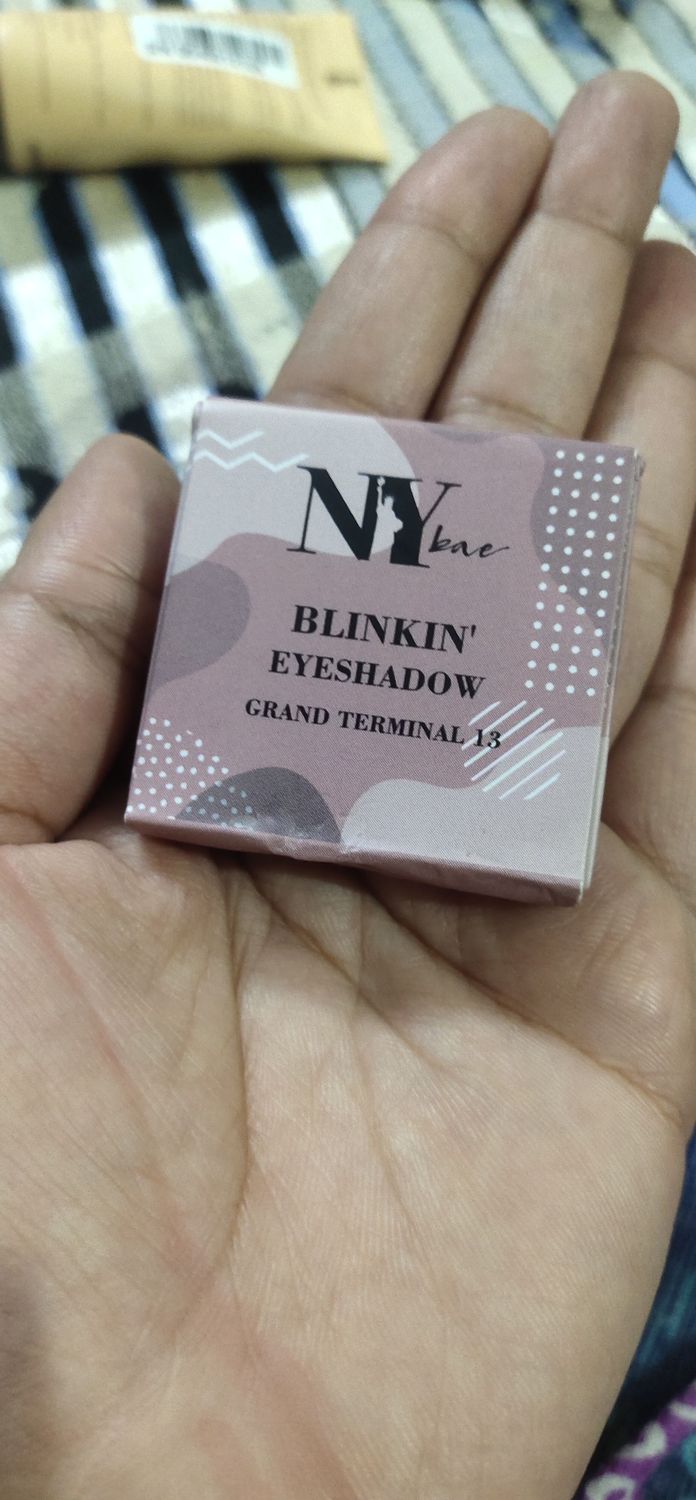 NY bae
BLINKIN'
EYESHADOW
GRAND TERMINAL 13